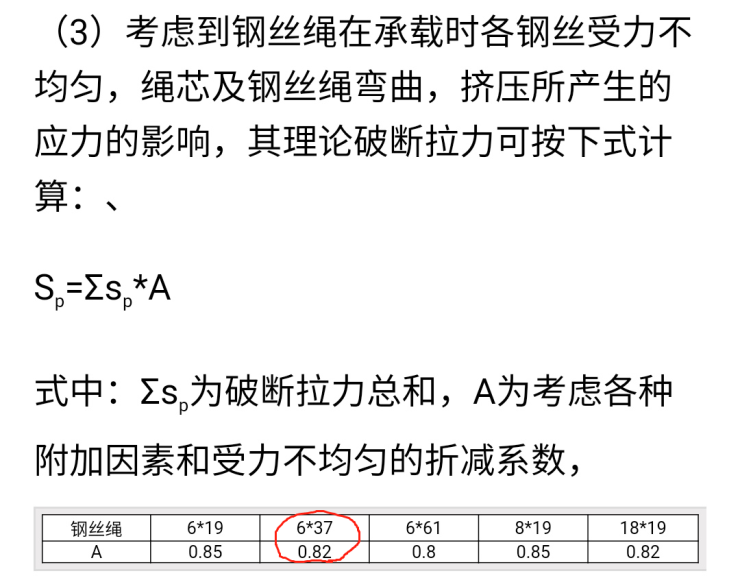 （3）考虑到钢丝绳在承载时各钢丝受力不
均匀，绳芯及钢丝绳弯曲，挤压所产生的
应力的影响，其理论破断拉力可按下式计
算：、
Sp=Σsp*A
式中：Σsp为破断拉力总和，A为考虑各种
附加因素和受力不均匀的折减系数，
钢丝绳 6*19 6*37 6*61 8*19 18*19
A 0.85 0.82 0.8 0.85 0.82